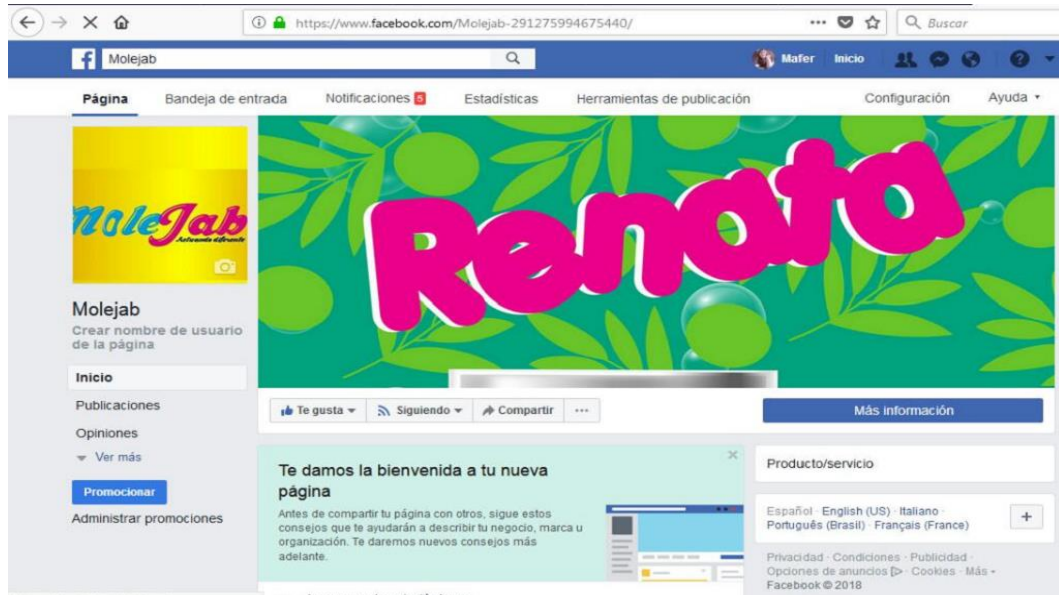 https://www.facebook.com/Molejab-291275994675440/
Buscar
Molejab
Mafer Inicio
Página Bandeja de entrada Notificaciones 5 Estadísticas Herramientas de publicación Configuración Ayuda
MoleJab
Renata
Molejab
Crear nombre de usuario
de la página
Inicio
Publicaciones
Opiniones
Ver más
Promocionar
Administrar promociones
Te gusta Siguiendo Compartir ...
Más información
Te damos la bienvenida a tu nueva
página
Antes de compartir tu página con otros, sigue estos
consejos que te ayudarán a describir tu negocio, marca u
organización. Te daremos nuevos consejos más
adelante.
Producto/servicio
Español · English (US) · Italiano ·
Português (Brasil) · Français (France)
Privacidad · Condiciones · Publicidad ·
Opciones de anuncios · Cookies · Más
Facebook © 2018